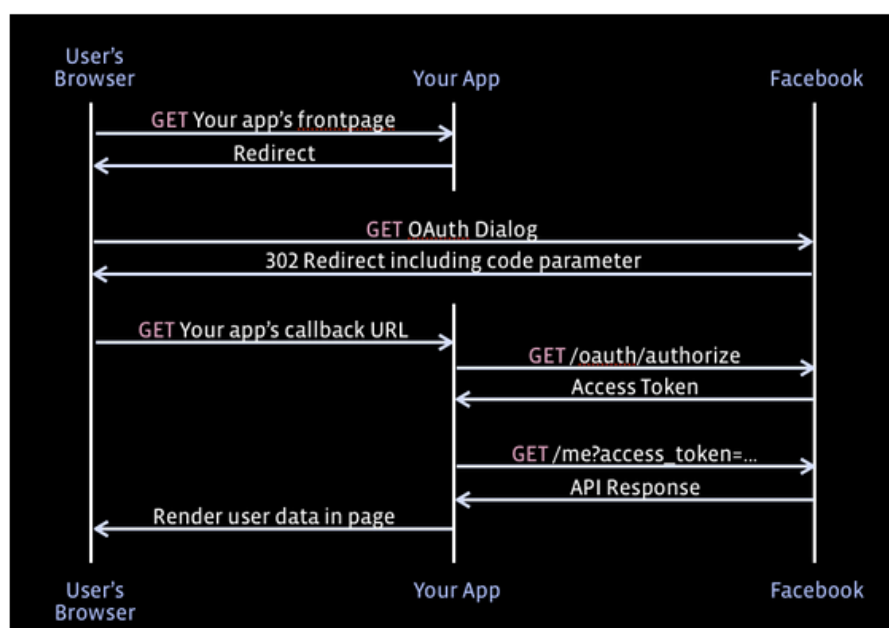 User's
Browser
Your App
Facebook
GET Your app's frontpage
Redirect
GET OAuth Dialog
302 Redirect including code parameter
GET Your app's callback URL
GET /oauth/authorize
Access Token
GET /me?access_token=...
API Response
Render user data in page
User's
Browser
Your App
Facebook